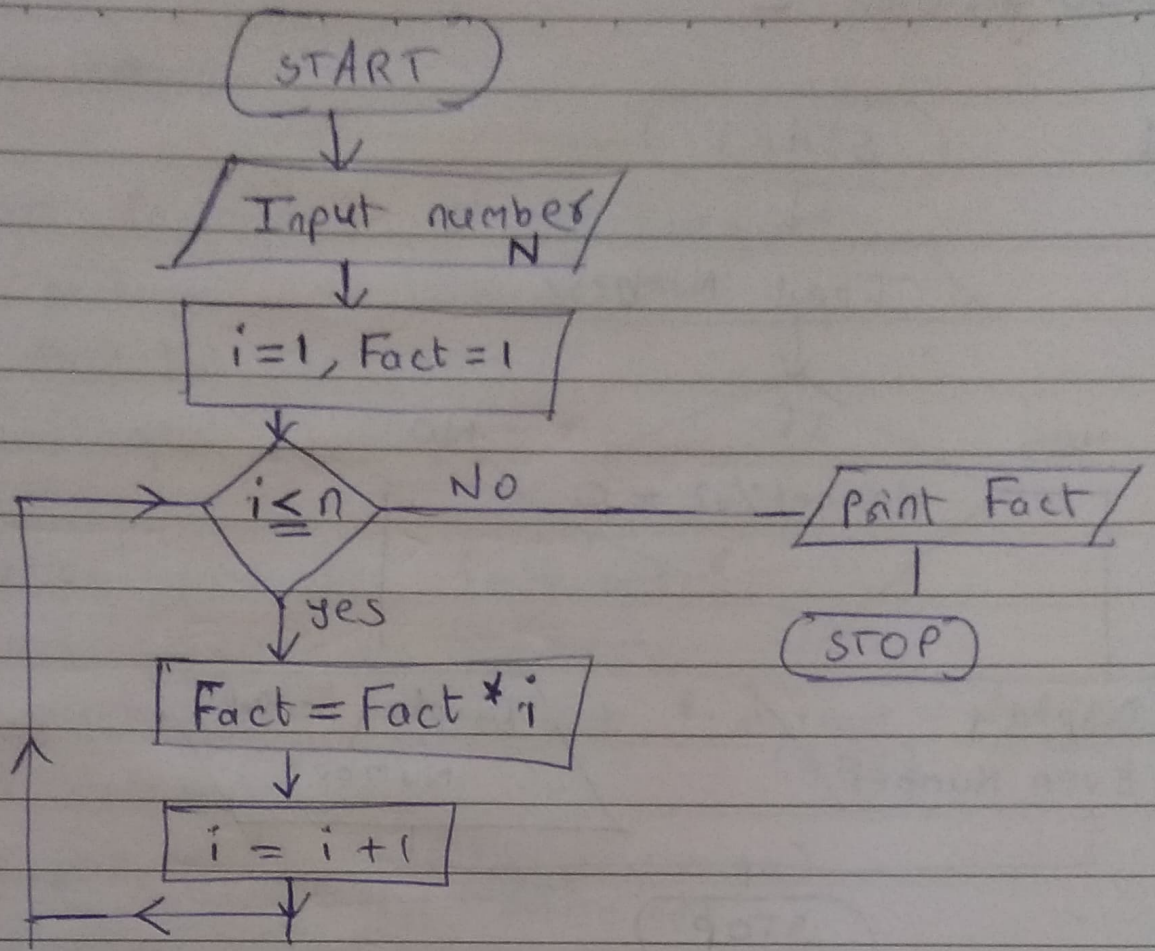 START
Input number
N
i=1, Fact = 1
i ≤ n
NO
Print Fact
yes
STOP
Fact = Fact * i
i = i + 1